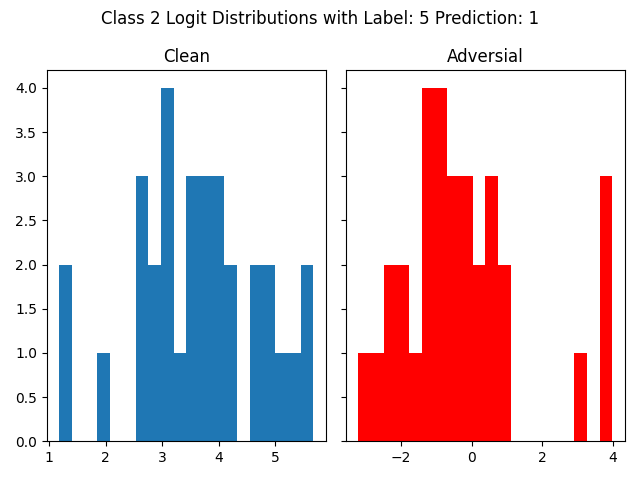 Class 2 Logit Distributions with Label: 5 Prediction: 1
Clean
Adversial
4.0
3.5
3.0
2.5
2.0
1.5
1.0
0.5
0.0
1 2 3 4 5
−2 0 2 4